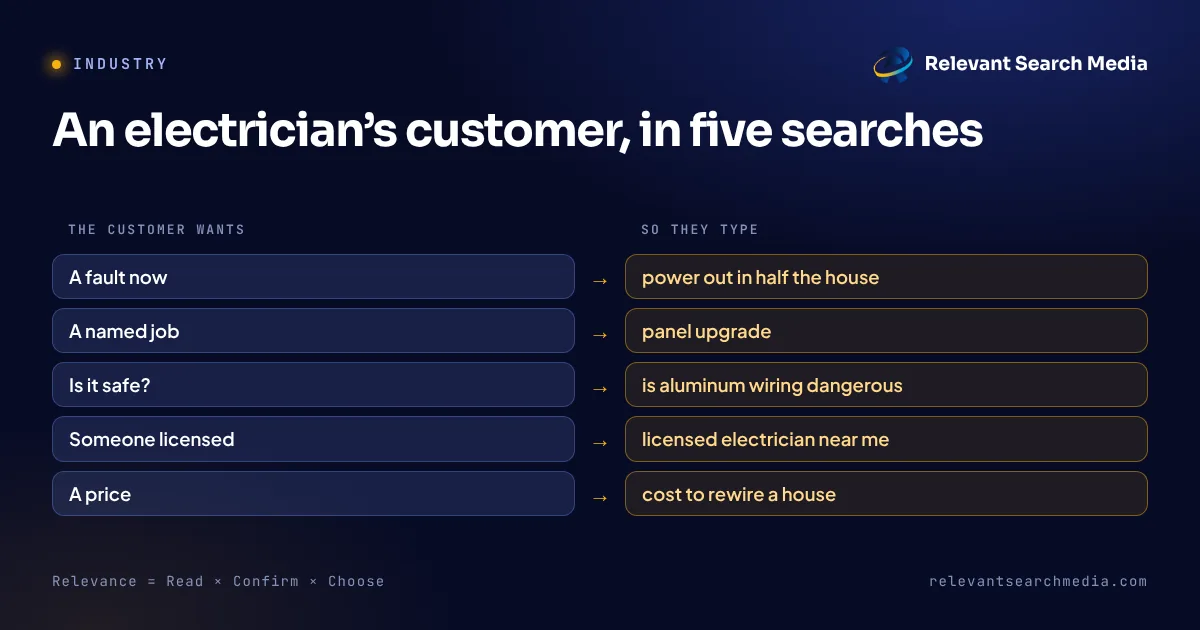 INDUSTRY
Relevant Search Media
An electrician’s customer, in five searches
THE CUSTOMER WANTS
SO THEY TYPE
A fault now → power out in half the house
A named job → panel upgrade
Is it safe? → is aluminum wiring dangerous
Someone licensed → licensed electrician near me
A price → cost to rewire a house
Relevance = Read × Confirm × Choose
relevantsearchmedia.com